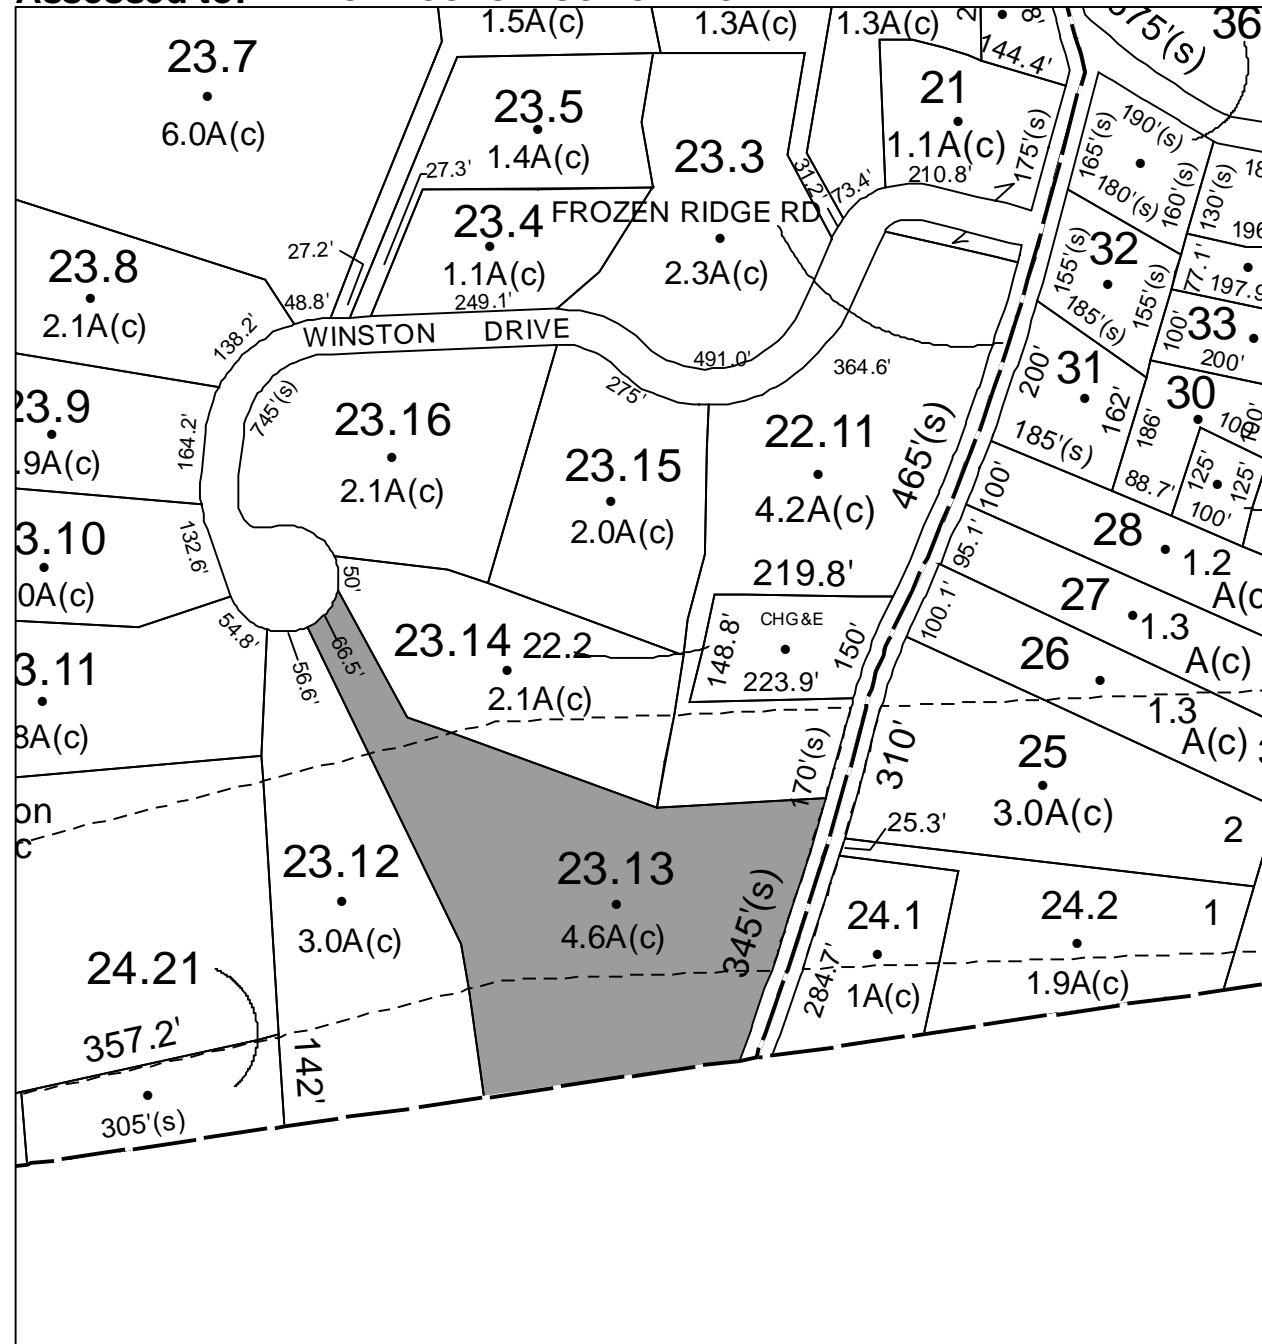 Assessed to:
1.5A(c)
1.3A(c)
1.3A(c)
2
8'
144.4'
675'(s)
36
23.7
6.0A(c)
23.5
1.4A(c)
23.3
2.3A(c)
21
1.1A(c)
210.8'
175'(s)
165'(s)
190'(s)
180'(s)
160'(s)
130'(s)
18
196
27.3'
31.2'
73.4'
FROZEN RIDGE RD
23.4
1.1A(c)
249.1'
27.2'
48.8'
23.8
2.1A(c)
138.2'
WINSTON DRIVE
491.0'
364.6'
275'
155'(s)
32
185'(s)
155'(s)
77.1'
197.9
33
100'
200'
31
200'
162'
185'(s)
30
186'
100
100'
88.7'
125'
125'
100'
23.9
.9A(c)
164.2'
745'(s)
23.16
2.1A(c)
23.15
2.0A(c)
22.11
4.2A(c)
465'(s)
219.8'
100'
95.1'
100.1'
28
1.2
A(c
27
1.3
A(c)
26
1.3
A(c)
3.10
0A(c)
132.6'
54.8'
50'
66.5'
56.6'
23.14
22.2
2.1A(c)
148.8'
CHG&E
150'
223.9'
3.11
8A(c)
170'(s)
310'
25
3.0A(c)
25.3'
2
on
c
23.12
3.0A(c)
23.13
4.6A(c)
345'(s)
24.1
1A(c)
284.7'
24.2
1.9A(c)
1
24.21
357.2'
142'
305'(s)